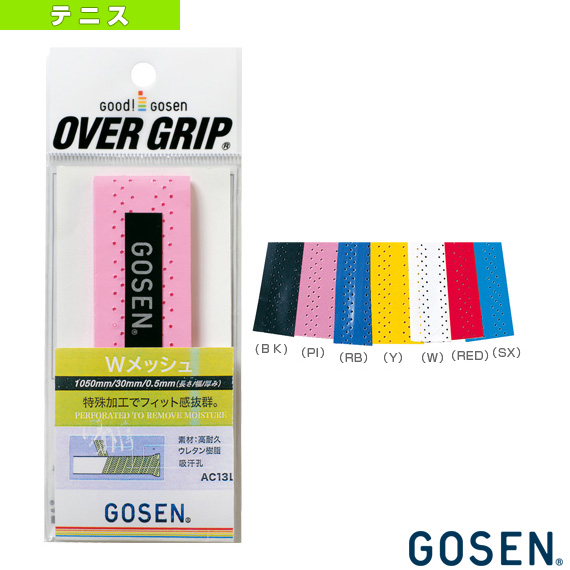 テニス
GOOD! GOSEN
OVER GRIP®
GOSEN®
Wメッシュ
1050mm/30mm/0.5mm(長さ/幅/厚み)
特殊加工でフィット感抜群。
PERFORATED TO REMOVE MOISTURE
素材:高耐久
ウレタン樹脂
吸汗孔
AC13L
GOSEN®
(BK)
(PI)
(RB)
(Y)
(W)
(RED)
(SX)
GOSEN®